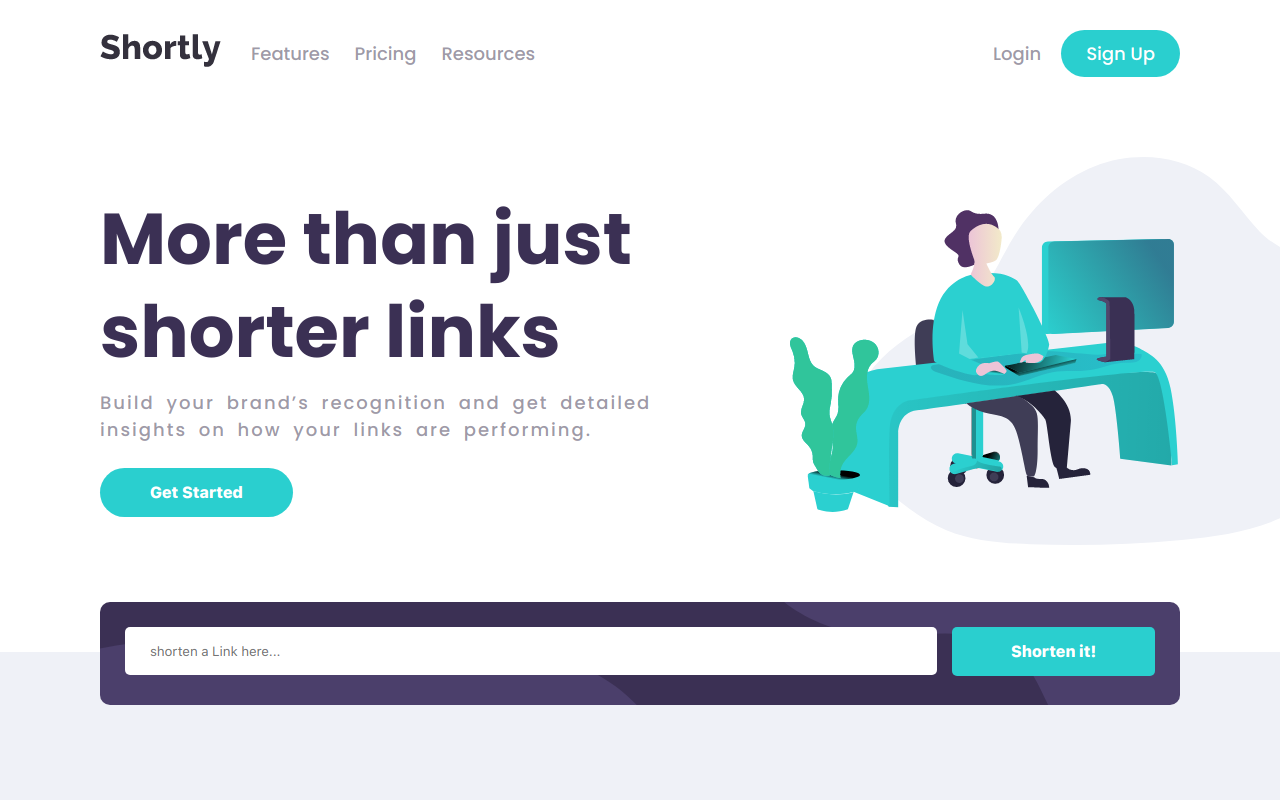 Shortly
Features Pricing Resources
Login
Sign Up
More than just
shorter links
Build your brand’s recognition and get detailed
insights on how your links are performing.
Get Started
shorten a Link here...
Shorten it!